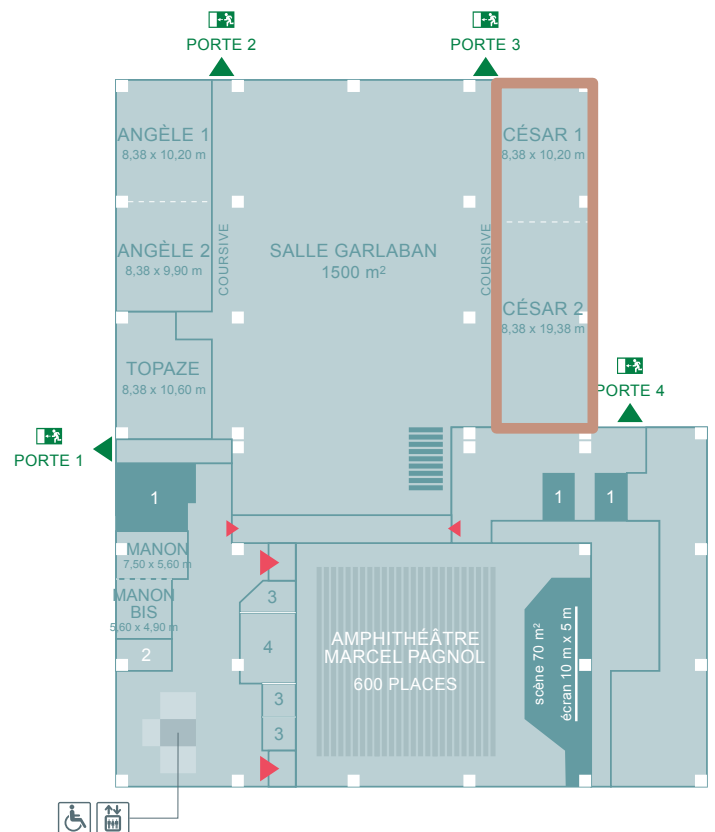 PORTE 2
PORTE 3
ANGÈLE 1
8,38 x 10,20 m
CÉSAR 1
8,38 x 10,20 m
ANGÈLE 2
8,38 x 9,90 m
COURSIVE
SALLE GARLABAN
1500 m²
COURSIVE
CÉSAR 2
8,38 x 19,38 m
TOPAZE
8,38 x 10,60 m
PORTE 4
PORTE 1
1
1
1
MANON
7,50 x 5,60 m
MANON
BIS
5,60 x 4,90 m
2
3
4
3
3
AMPHITHÉÂTRE
MARCEL PAGNOL
600 PLACES
scène 70 m²
écran 10 m x 5 m